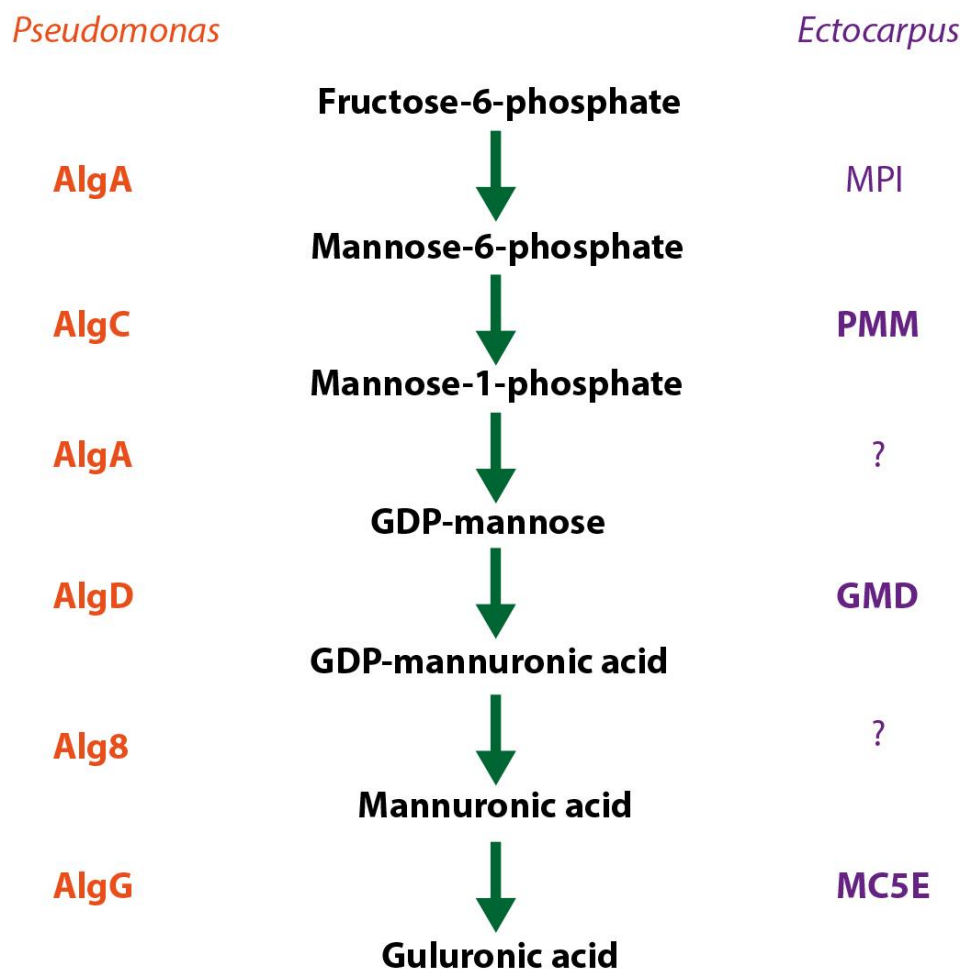 Pseudomonas Ectocarpus
Fructose-6-phosphate
AlgA MPI
Mannose-6-phosphate
AlgC PMM
Mannose-1-phosphate
AlgA ?
GDP-mannose
AlgD GMD
GDP-mannuronic acid
Alg8 ?
Mannuronic acid
AlgG MC5E
Guluronic acid